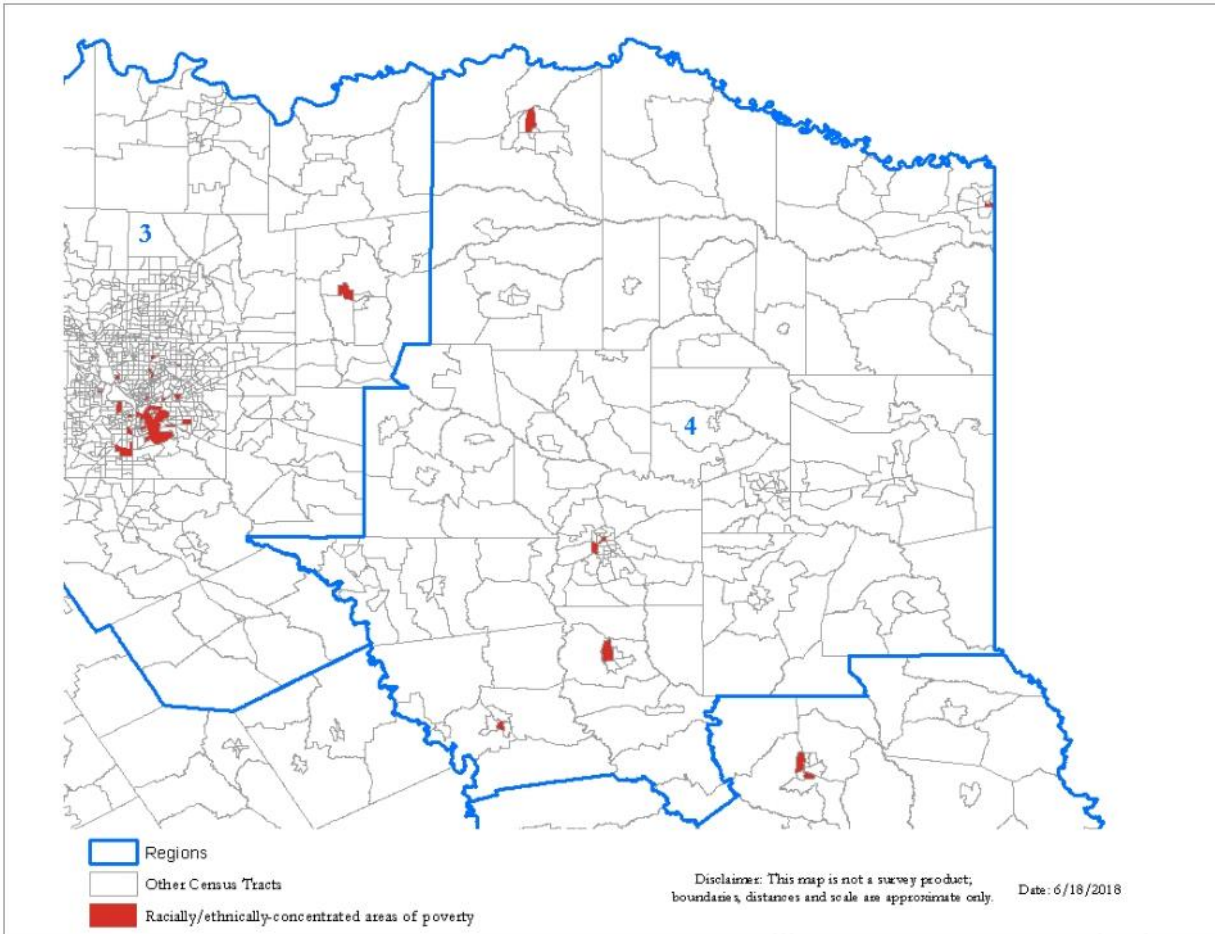 3
4
Regions
Other Census Tracts
Racially/ethnically-concentrated areas of poverty
Disclaimer: This map is not a survey product;
boundaries, distances and scale are approximate only.
Date: 6/18/2018